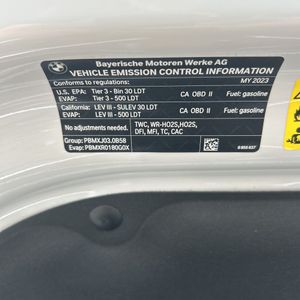 Bayerische Motoren Werke AG
VEHICLE EMISSION CONTROL INFORMATION
Conforms to regulations: MY 2023
U.S. EPA: Tier 3 - Bin 30 LDT CA OBD II Fuel: gasoline
EVAP: Tier 3 - 500 LDT
California: LEV III - SULEV 30 LDT CA OBD II Fuel: gasoline
EVAP: LEV III - 500 LDT
No adjustments needed.
TWC, WR-HO2S,HO2S,
DFI, MFI, TC, CAC
Group: PBMXJ03.0B58
Evap: PBMXR0180G0X